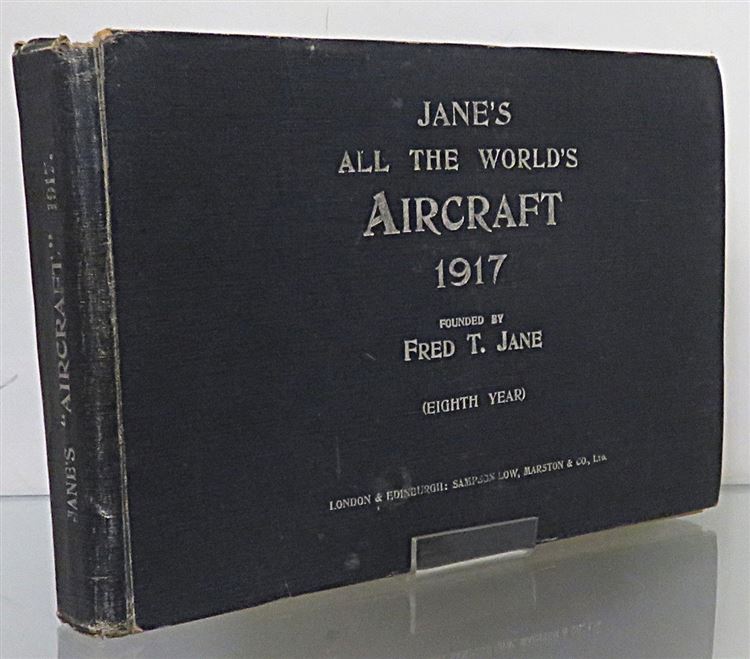 JANE'S "AIRCRAFT." 1917.
JANE'S
ALL THE WORLD'S
AIRCRAFT
1917
FOUNDED BY
FRED T. JANE
(EIGHTH YEAR)
LONDON & EDINBURGH: SAMPSON LOW, MARSTON & CO., LTD.